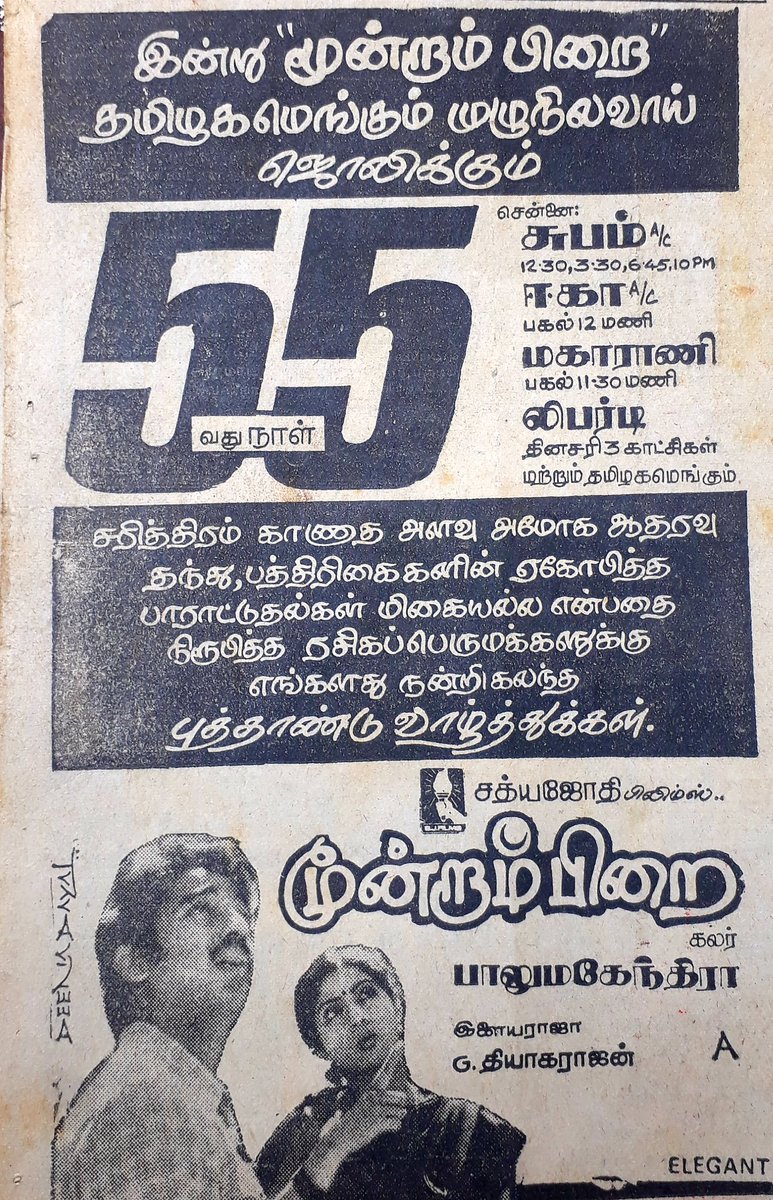 இன்று "மூன்றாம் பிறை"
தமிழகமெங்கும் முழுநிலவாய்
ஜொலிக்கும்
55
வது நாள்
சென்னை:
சுபம் A/C
12·30, 3·30, 6·45, 10 PM
ஈகா A/C
பகல் 12 மணி
மகாராணி
பகல் 11·30 மணி
லிபர்டி
தினசரி 3 காட்சிகள்
மற்றும் தமிழகமெங்கும்
சரித்திரம் காணாத அளவு அமோக ஆதரவு
தந்து, பத்திரிகைகளின் ஏகோபித்த
பாராட்டுதல்கள் மிகையல்ல என்பதை
நிரூபித்த ரசிகப்பெருமக்களுக்கு
எங்களது நன்றி கலந்த
புத்தாண்டு வாழ்த்துக்கள்.
சத்யஜோதி பிலிம்ஸ்..
மூன்றாம் பிறை
கலர்
பாலுமகேந்திரா
இளையராஜா
G. தியாகராஜன்
A
ELEGANT